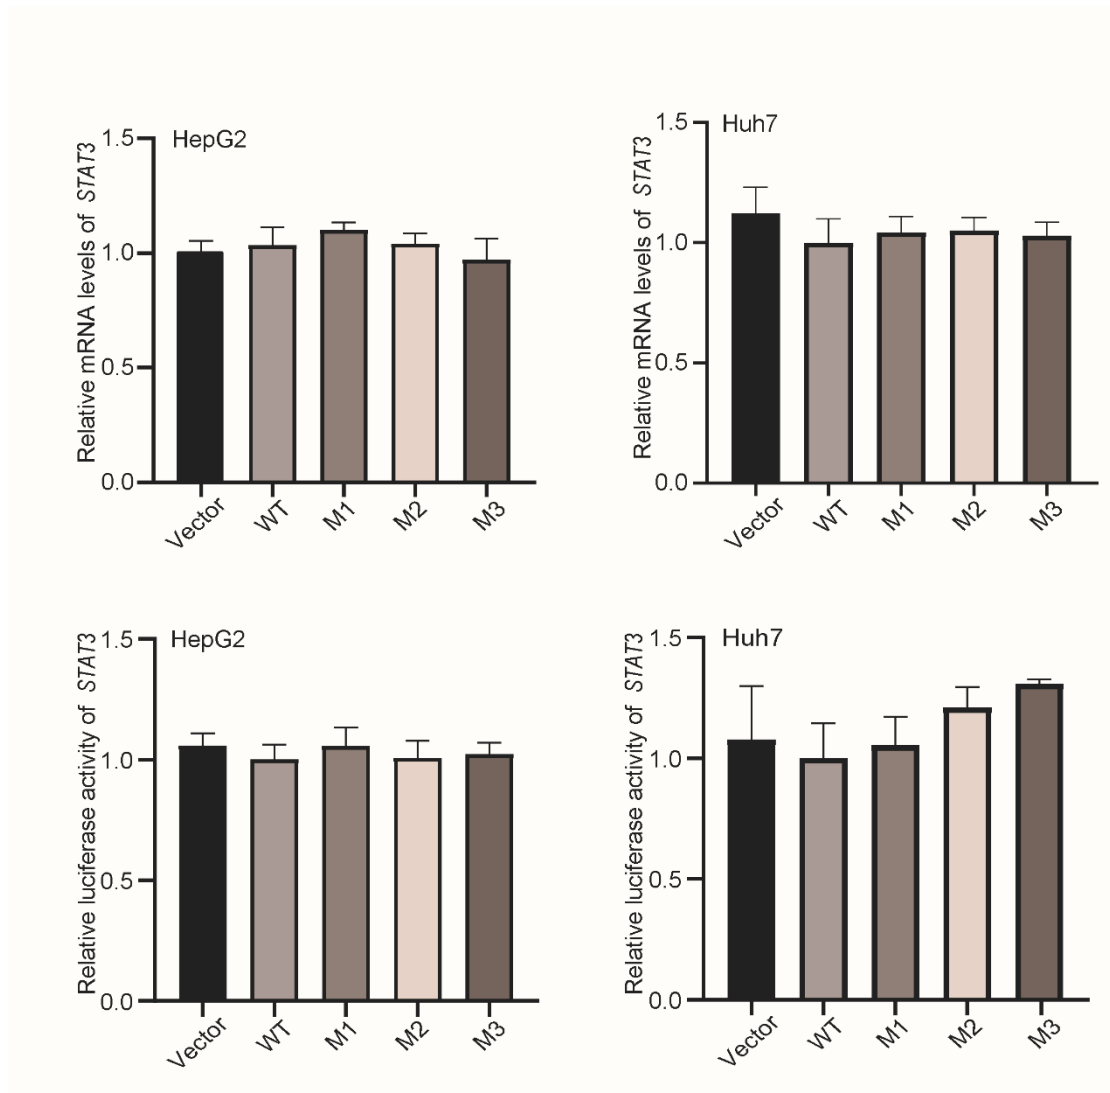 HepG2
Relative mRNA levels of STAT3
1.5
1.0
0.5
0.0
Vector
WT
M1
M2
M3
Huh7
Relative mRNA levels of STAT3
1.5
1.0
0.5
0.0
Vector
WT
M1
M2
M3
HepG2
Relative luciferase activity of STAT3
1.5
1.0
0.5
0.0
Vector
WT
M1
M2
M3
Huh7
Relative luciferase activity of STAT3
1.5
1.0
0.5
0.0
Vector
WT
M1
M2
M3